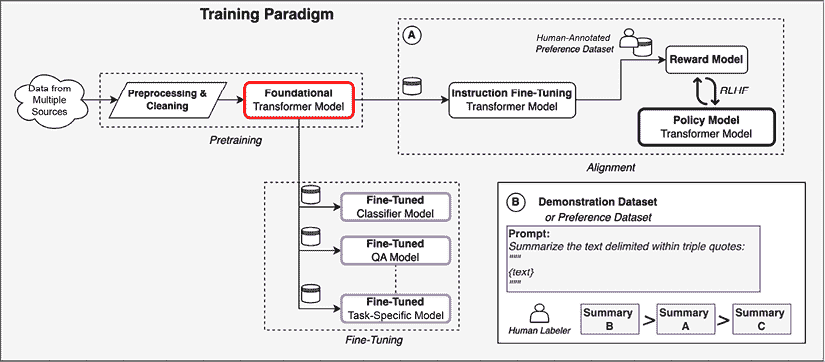 Training Paradigm
Data from
Multiple
Sources
Preprocessing &
Cleaning
Foundational
Transformer Model
Pretraining
A
Human-Annotated
Preference Dataset
Instruction Fine-Tuning
Transformer Model
Reward Model
RLHF
Policy Model
Transformer Model
Alignment
Fine-Tuned
Classifier Model
Fine-Tuned
QA Model
Fine-Tuned
Task-Specific Model
Fine-Tuning
B
Demonstration Dataset
or Preference Dataset
Prompt:
Summarize the text delimited within triple quotes:
"""
{text}
"""
Human Labeler
Summary
B
>
Summary
A
>
Summary
C